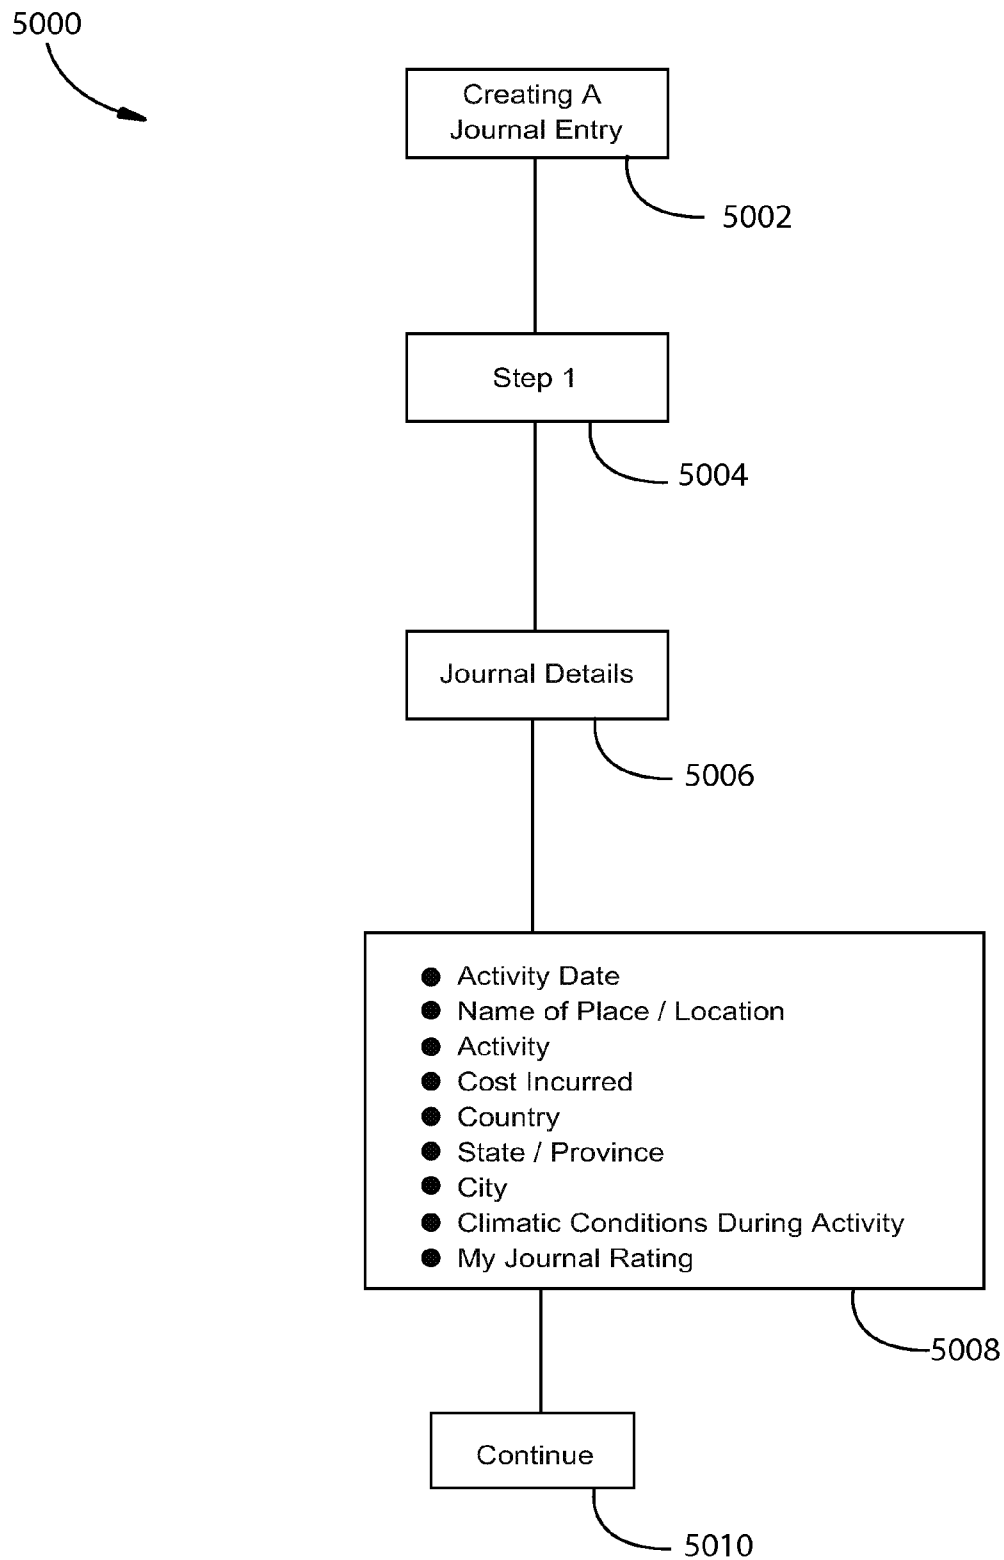 5000
Creating A
Journal Entry
5002
Step 1
5004
Journal Details
5006
● Activity Date
● Name of Place / Location
● Activity
● Cost Incurred
● Country
● State / Province
● City
● Climatic Conditions During Activity
● My Journal Rating
5008
Continue
5010